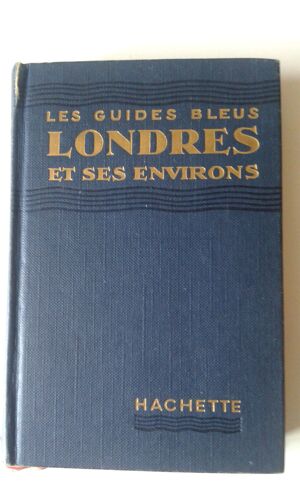 LES GUIDES BLEUS
LONDRES
ET SES ENVIRONS
HACHETTE